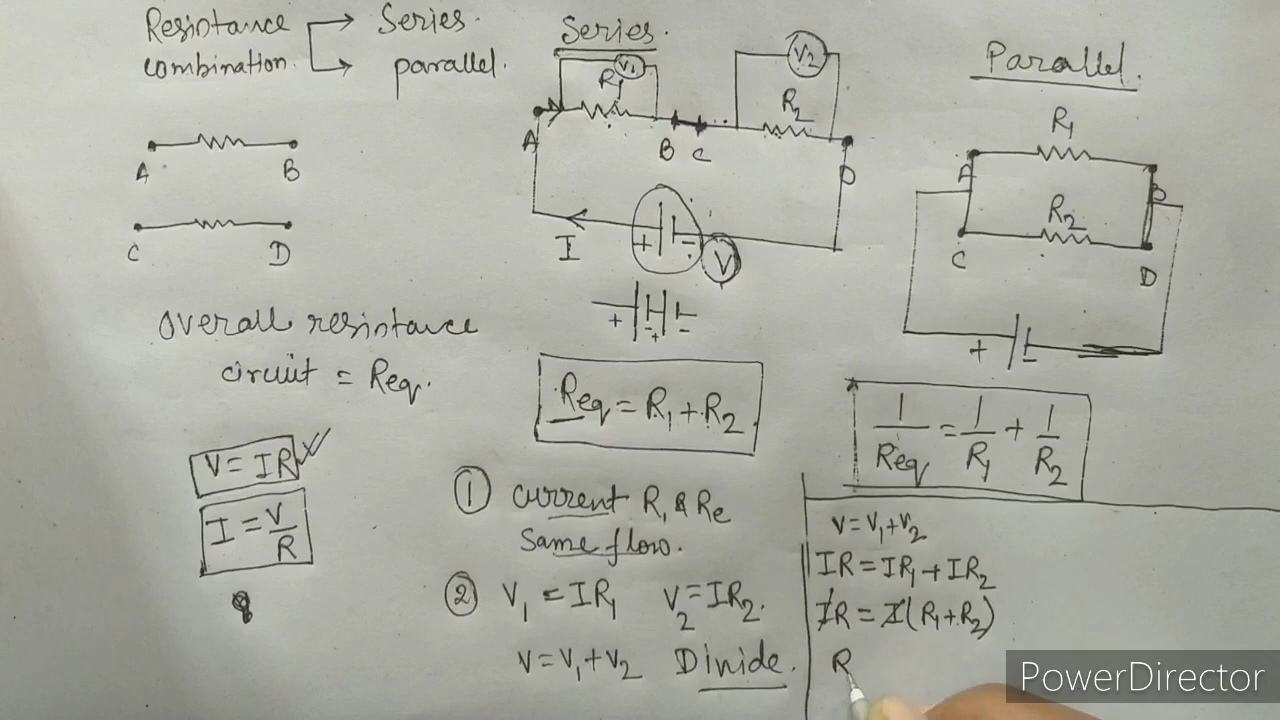 Resistance combination. → Series.
→ parallel.
A B
C D
overall resistance
circuit = Req.
V = IR
I = V/R
Series.
V1 V2
R1 R2
A B C D
I + - V
+ - + -
Req = R1 + R2
① current R1 & Re
Same flow.
② V1 = IR1 V2 = IR2.
V = V1 + V2 Divide.
Parallel.
R1
A B
R2
C D
+ -
1/Req = 1/R1 + 1/R2
V = V1 + V2
IR = IR1 + IR2
IR = I(R1 + R2)
R
PowerDirector